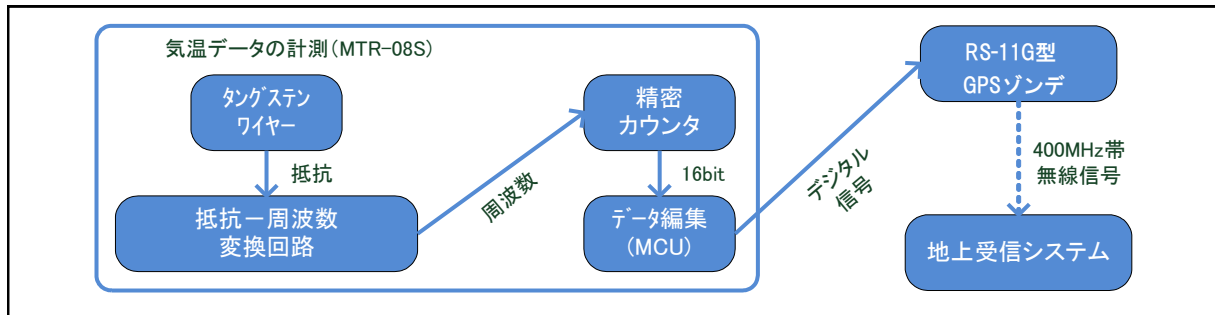 気温データの計測(MTR-08S)
ﾀﾝｸﾞｽﾃﾝ
ﾜｲﾔｰ
抵抗
抵抗－周波数
変換回路
周波数
精密
カウンタ
16bit
ﾃﾞｰﾀ編集
(MCU)
デジタル
信号
RS-11G型
GPSゾンデ
400MHz帯
無線信号
地上受信システム